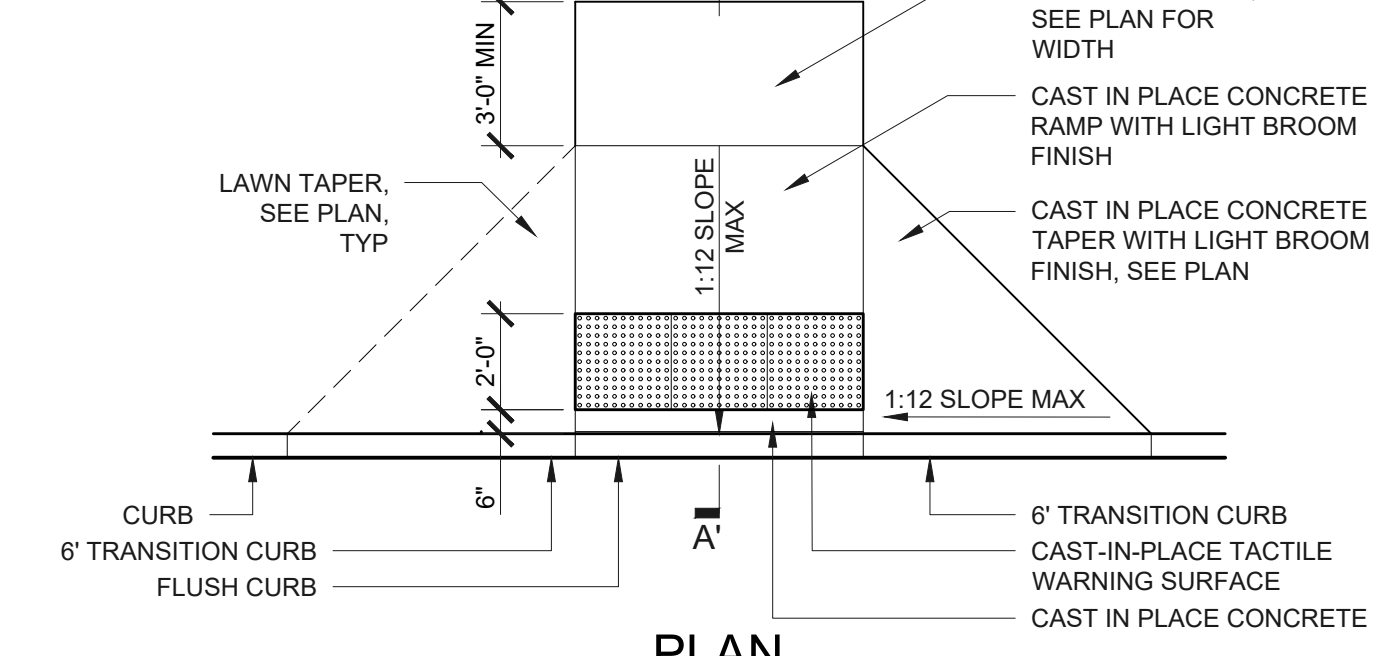 SEE PLAN FOR
WIDTH
3'-0" MIN
CAST IN PLACE CONCRETE
RAMP WITH LIGHT BROOM
FINISH
LAWN TAPER,
SEE PLAN,
TYP
1:12 SLOPE
MAX
CAST IN PLACE CONCRETE
TAPER WITH LIGHT BROOM
FINISH, SEE PLAN
2'-0"
1:12 SLOPE MAX
6"
CURB
6' TRANSITION CURB
FLUSH CURB
A'
6' TRANSITION CURB
CAST-IN-PLACE TACTILE
WARNING SURFACE
CAST IN PLACE CONCRETE
PLAN